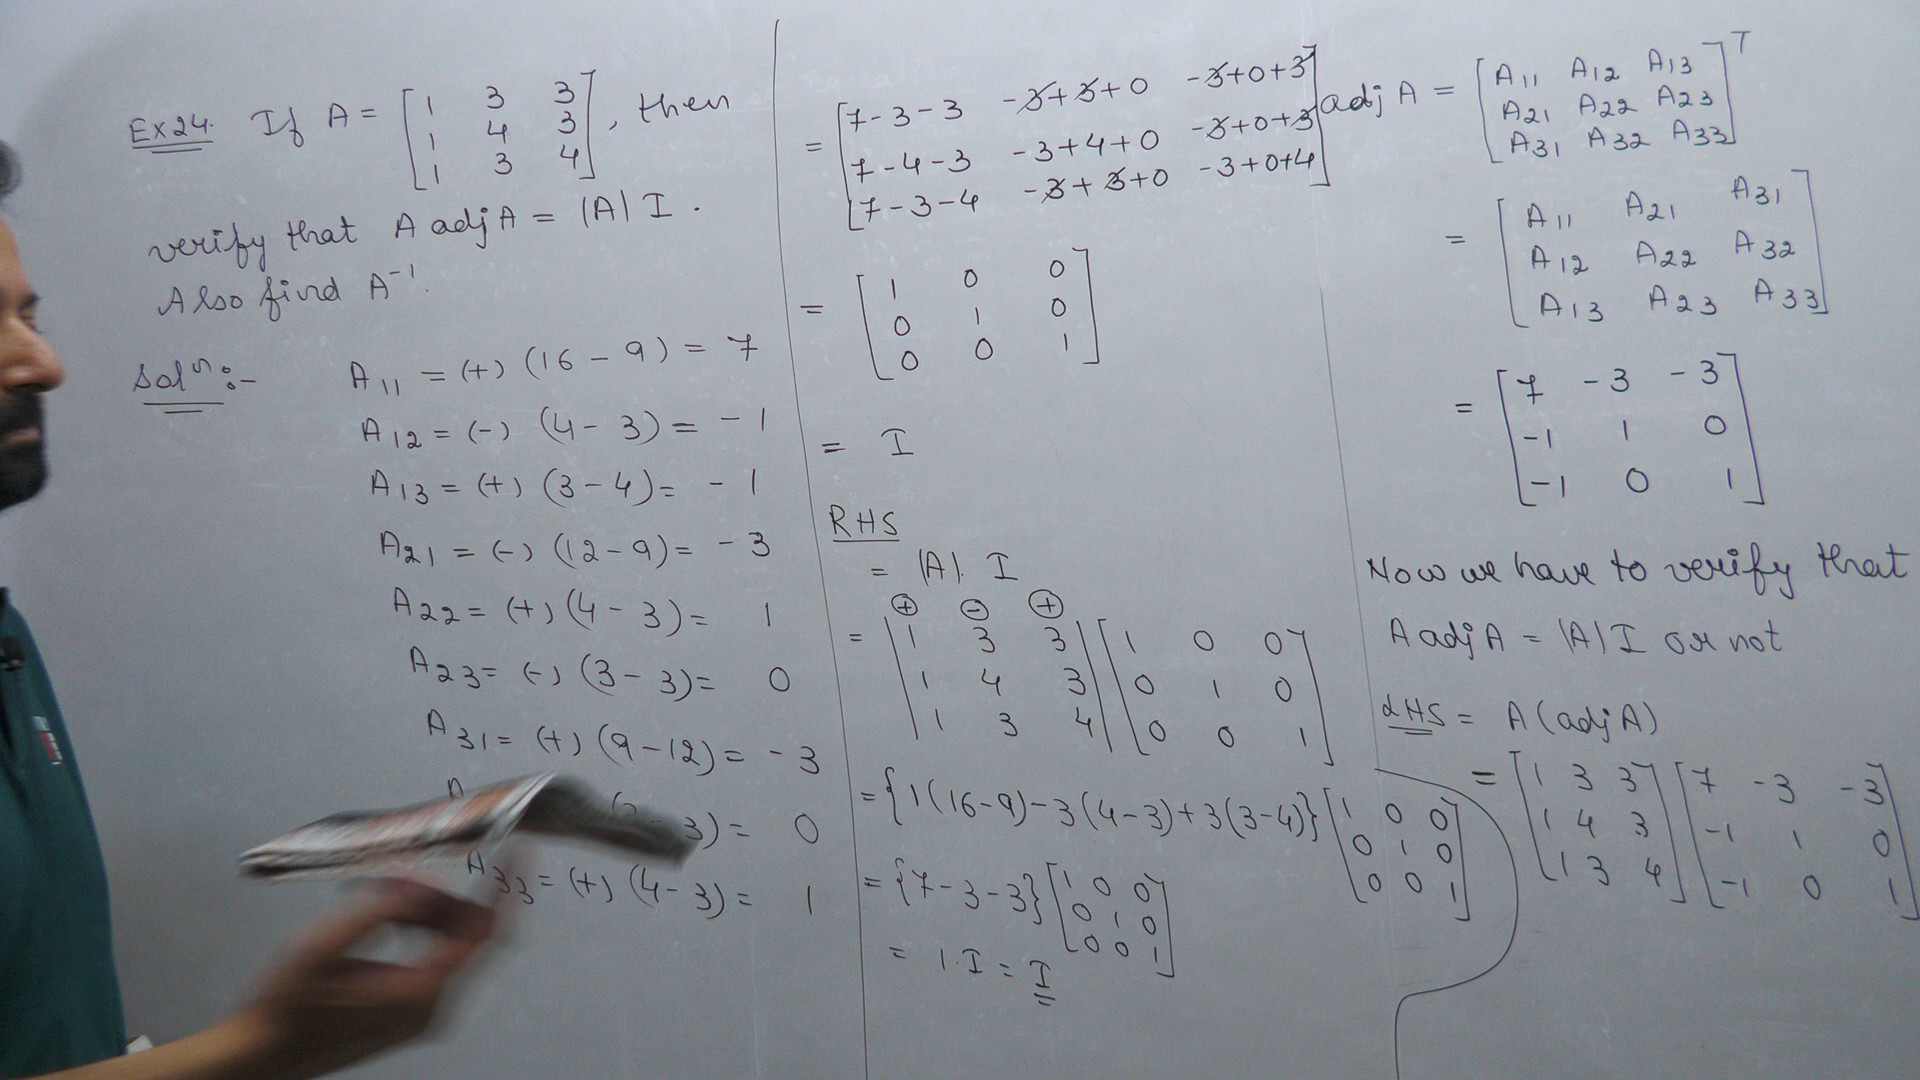 Ex24. If A = [1 3 3], then
[1 4 3]
[1 3 4]
verify that A adj A = |A| I.
Also find A⁻¹.
Solⁿ:-
A11 = (+) (16 - 9) = 7
A12 = (-) (4 - 3) = -1
A13 = (+) (3 - 4) = -1
A21 = (-) (12 - 9) = -3
A22 = (+) (4 - 3) = 1
A23 = (-) (3 - 3) = 0
A31 = (+) (9 - 12) = -3
3) = 0
A33 = (+) (4 - 3) = 1
adj A = [A11 A12 A13]ᵀ
[A21 A22 A23]
[A31 A32 A33]
= [A11 A21 A31]
[A12 A22 A32]
[A13 A23 A33]
= [7 -3 -3]
[-1 1 0]
[-1 0 1]
Now we have to verify that
A adj A = |A| I or not
LHS = A (adj A)
= [1 3 3] [7 -3 -3]
[1 4 3] [-1 1 0]
[1 3 4] [-1 0 1]
= [7-3-3 -3+3+0 -3+0+3]
[7-4-3 -3+4+0 -3+0+3]
[7-3-4 -3+3+0 -3+0+4]
= [1 0 0]
[0 1 0]
[0 0 1]
= I
RHS
= |A|. I
⊕ ⊖ ⊕
= |1 3 3| [1 0 0]
|1 4 3| [0 1 0]
|1 3 4| [0 0 1]
= {1(16-9) - 3(4-3) + 3(3-4)} [1 0 0]
[0 1 0]
[0 0 1]
= {7-3-3} [1 0 0]
[0 1 0]
[0 0 1]
= 1.I = I